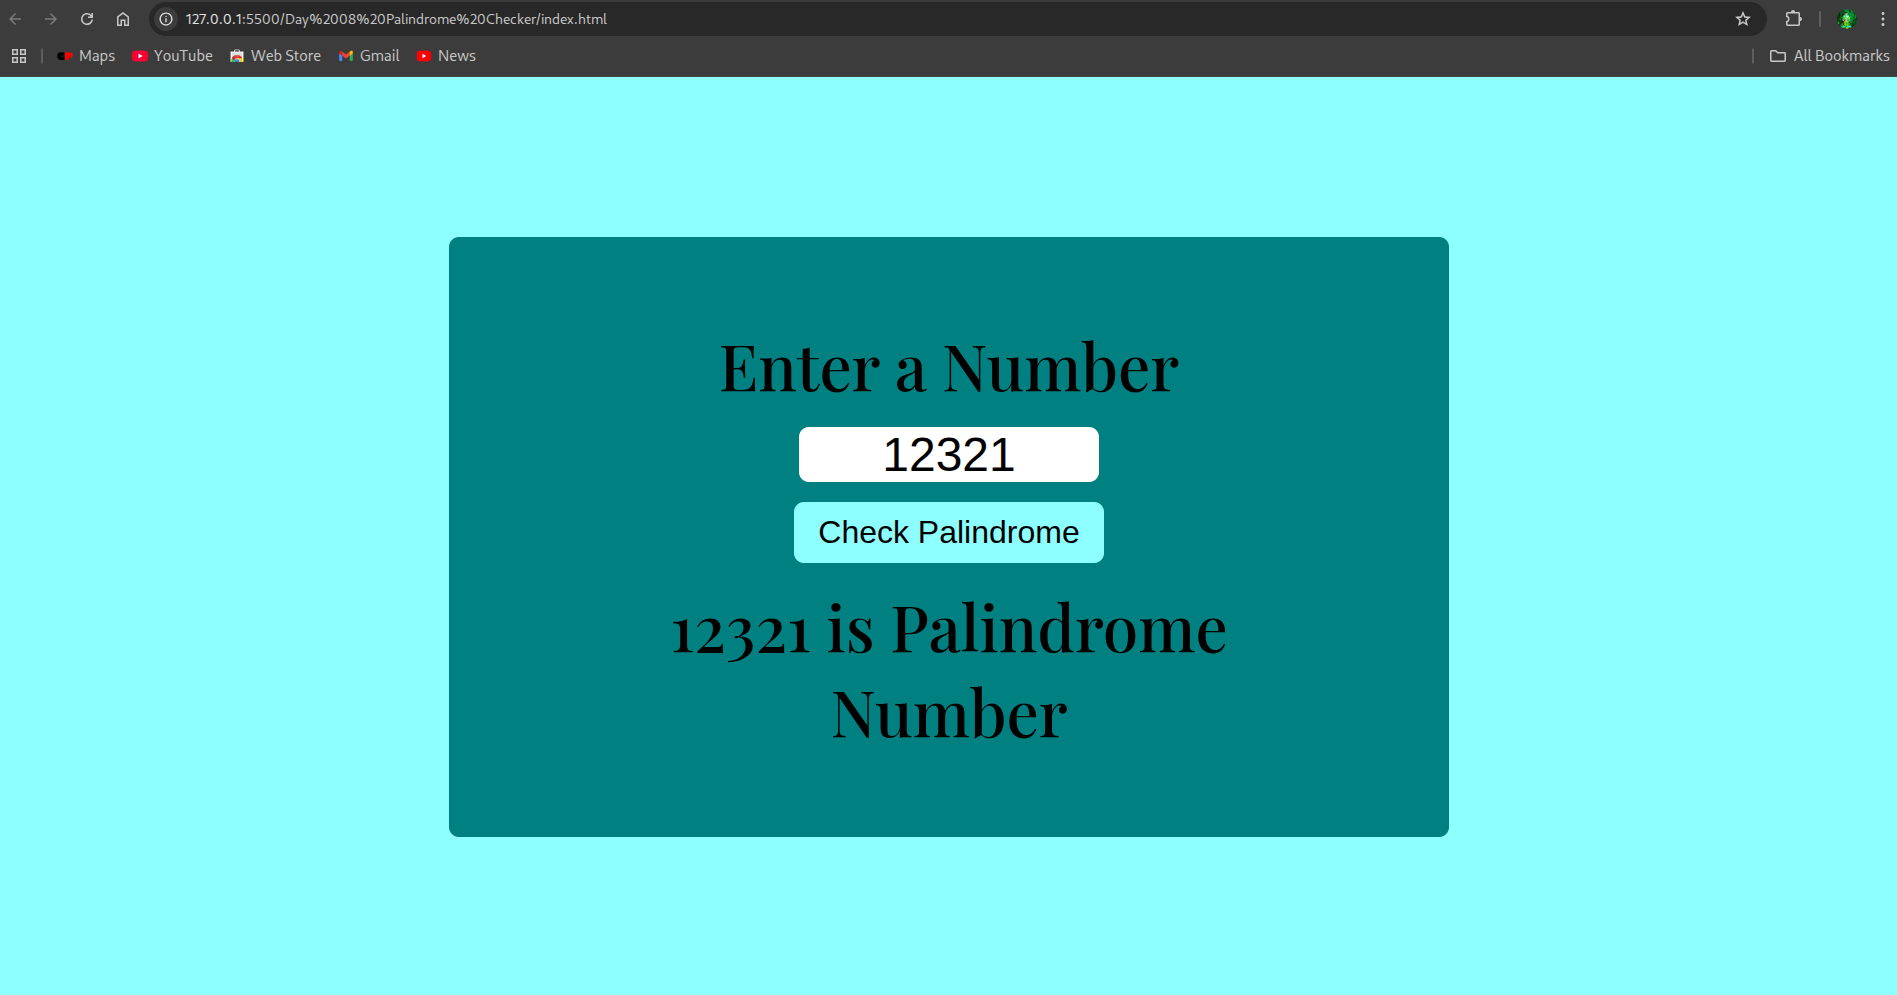 127.0.0.1:5500/Day%2008%20Palindrome%20Checker/index.html
Maps YouTube Web Store Gmail News All Bookmarks
Enter a Number
12321
Check Palindrome
12321 is Palindrome
Number